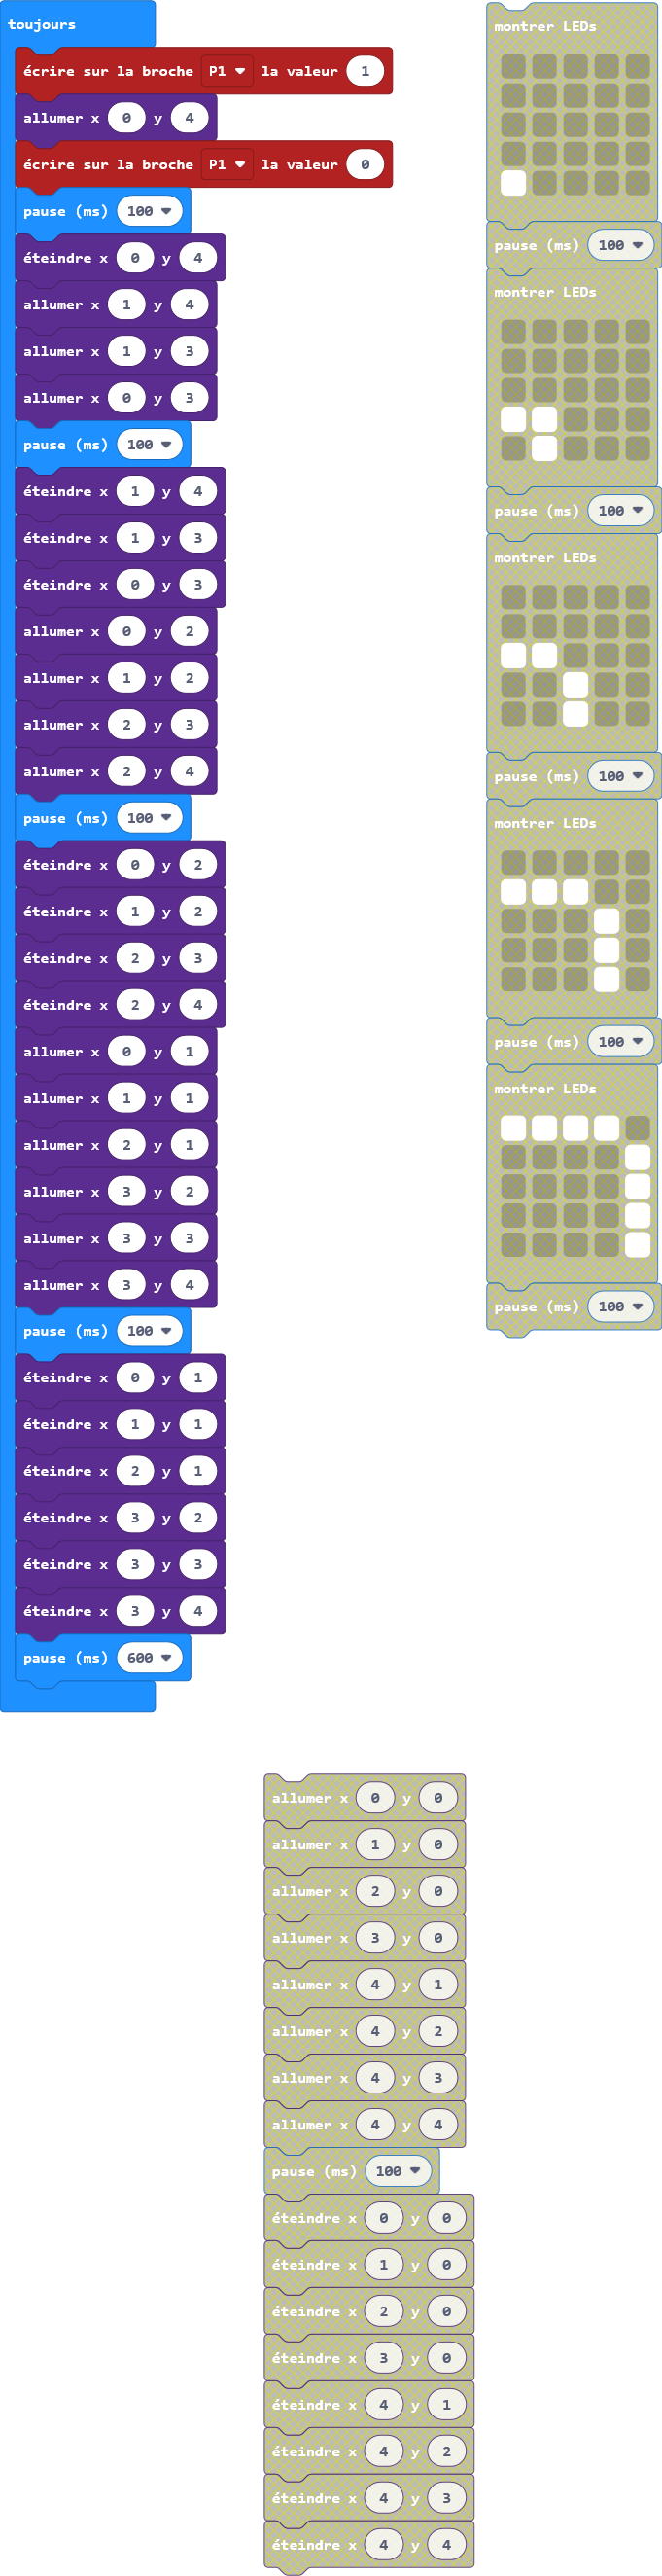 toujours
écrire sur la broche P1 la valeur 1
allumer x 0 y 4
écrire sur la broche P1 la valeur 0
pause (ms) 100
éteindre x 0 y 4
allumer x 1 y 4
allumer x 1 y 3
allumer x 0 y 3
pause (ms) 100
éteindre x 1 y 4
éteindre x 1 y 3
éteindre x 0 y 3
allumer x 0 y 2
allumer x 1 y 2
allumer x 2 y 3
allumer x 2 y 4
pause (ms) 100
éteindre x 0 y 2
éteindre x 1 y 2
éteindre x 2 y 3
éteindre x 2 y 4
allumer x 0 y 1
allumer x 1 y 1
allumer x 2 y 1
allumer x 3 y 2
allumer x 3 y 3
allumer x 3 y 4
pause (ms) 100
éteindre x 0 y 1
éteindre x 1 y 1
éteindre x 2 y 1
éteindre x 3 y 2
éteindre x 3 y 3
éteindre x 3 y 4
pause (ms) 600
montrer LEDs
pause (ms) 100
montrer LEDs
pause (ms) 100
montrer LEDs
pause (ms) 100
montrer LEDs
pause (ms) 100
montrer LEDs
pause (ms) 100
allumer x 0 y 0
allumer x 1 y 0
allumer x 2 y 0
allumer x 3 y 0
allumer x 4 y 1
allumer x 4 y 2
allumer x 4 y 3
allumer x 4 y 4
pause (ms) 100
éteindre x 0 y 0
éteindre x 1 y 0
éteindre x 2 y 0
éteindre x 3 y 0
éteindre x 4 y 1
éteindre x 4 y 2
éteindre x 4 y 3
éteindre x 4 y 4